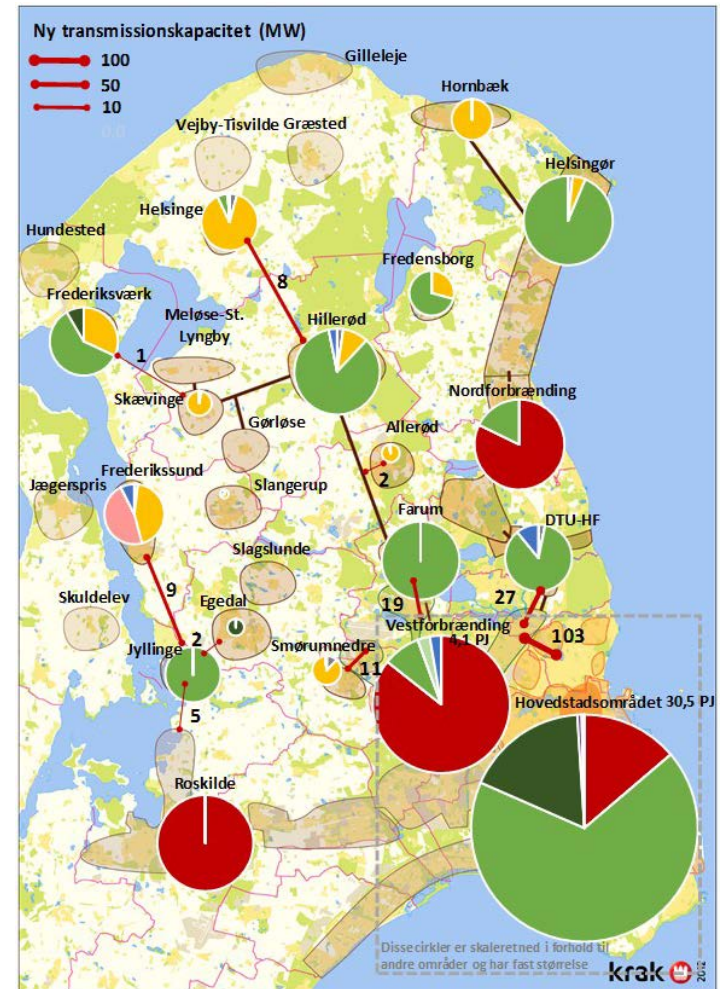 Ny transmissionskapacitet (MW)
100
50
10
0,0
Gilleleje
Hornbæk
Vejby-Tisvilde Græsted
Helsingør
Helsinge
Hundested
Fredensborg
8
Frederiksværk
Meløse-St.
Lyngby
Hillerød
1
Skævinge
Nordforbrænding
Gørløse
Allerød
2
Frederikssund
Jægerspris
Slangerup
Farum
DTU-HF
Slagslunde
9
19
27
Skuldelev
Egedal
Vestforbrænding
4,1 PJ
103
2
Smørumnedre
Jyllinge
11
Hovedstadsområdet 30,5 PJ
5
Roskilde
Disse cirkler er skaleret ned i forhold til
andre områder og har fast størrelse
krak
2012